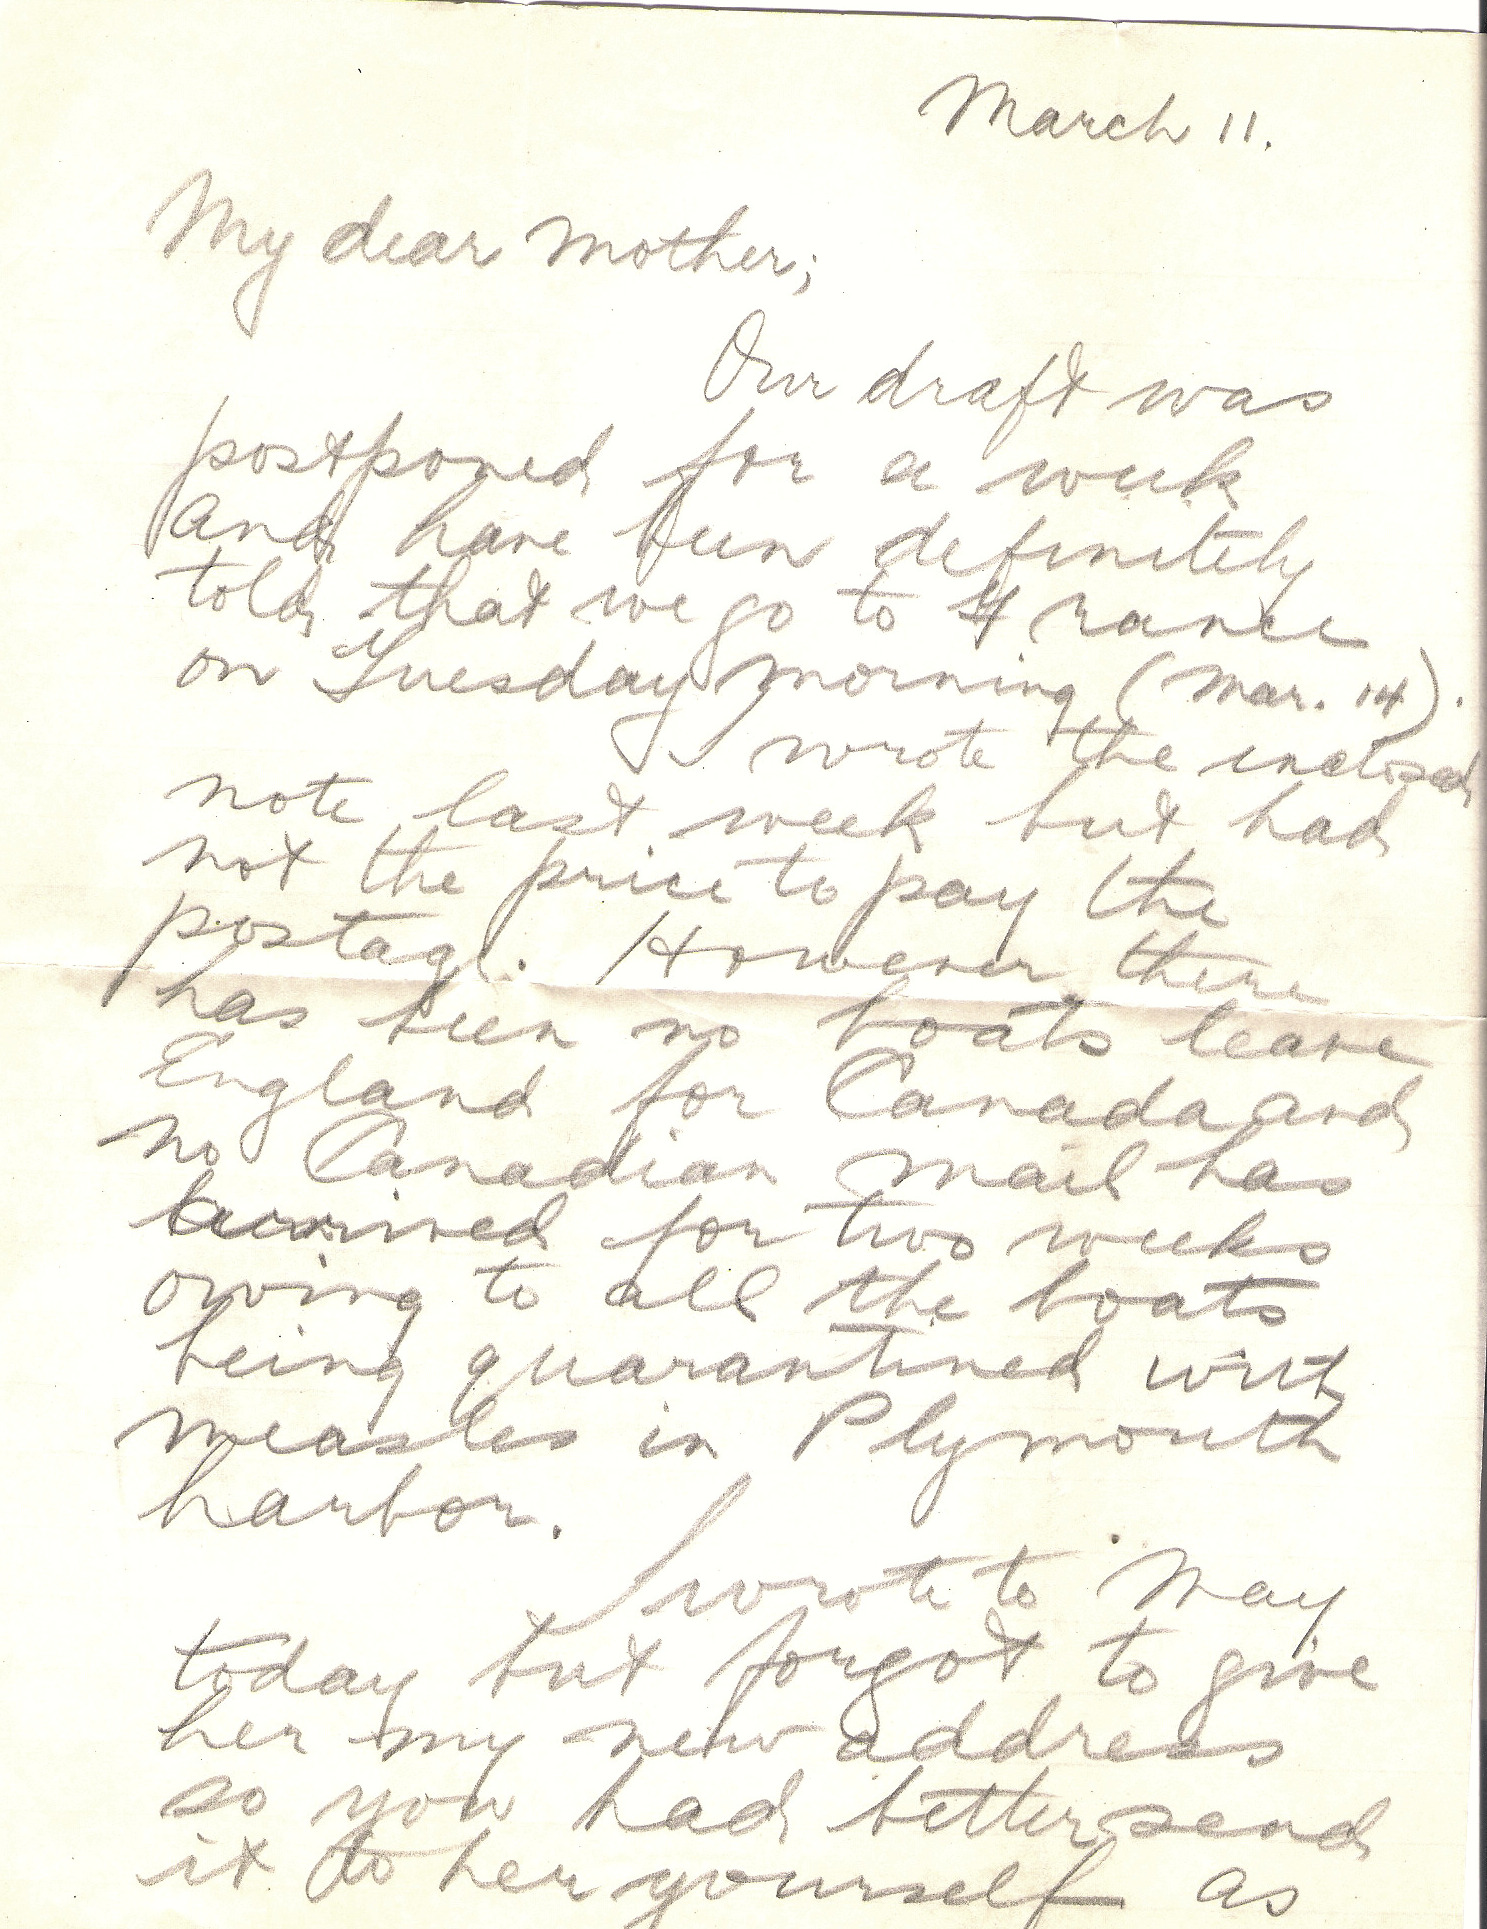 March 11.
My dear Mother;
Our draft was
postponed for a week
and have been definitely
told that we go to France
on Tuesday morning (Mar. 14).
I wrote the inclosed
note last week but had
not the price to pay the
postage. However there
has been no boats leave
England for Canada and
no Canadian mail has
arrived for two weeks
owing to all the boats
being quarantined with
measles in Plymouth
harbor.
I wrote to May
today but forgot to give
her my new address
so you had better send
it to her yourself as